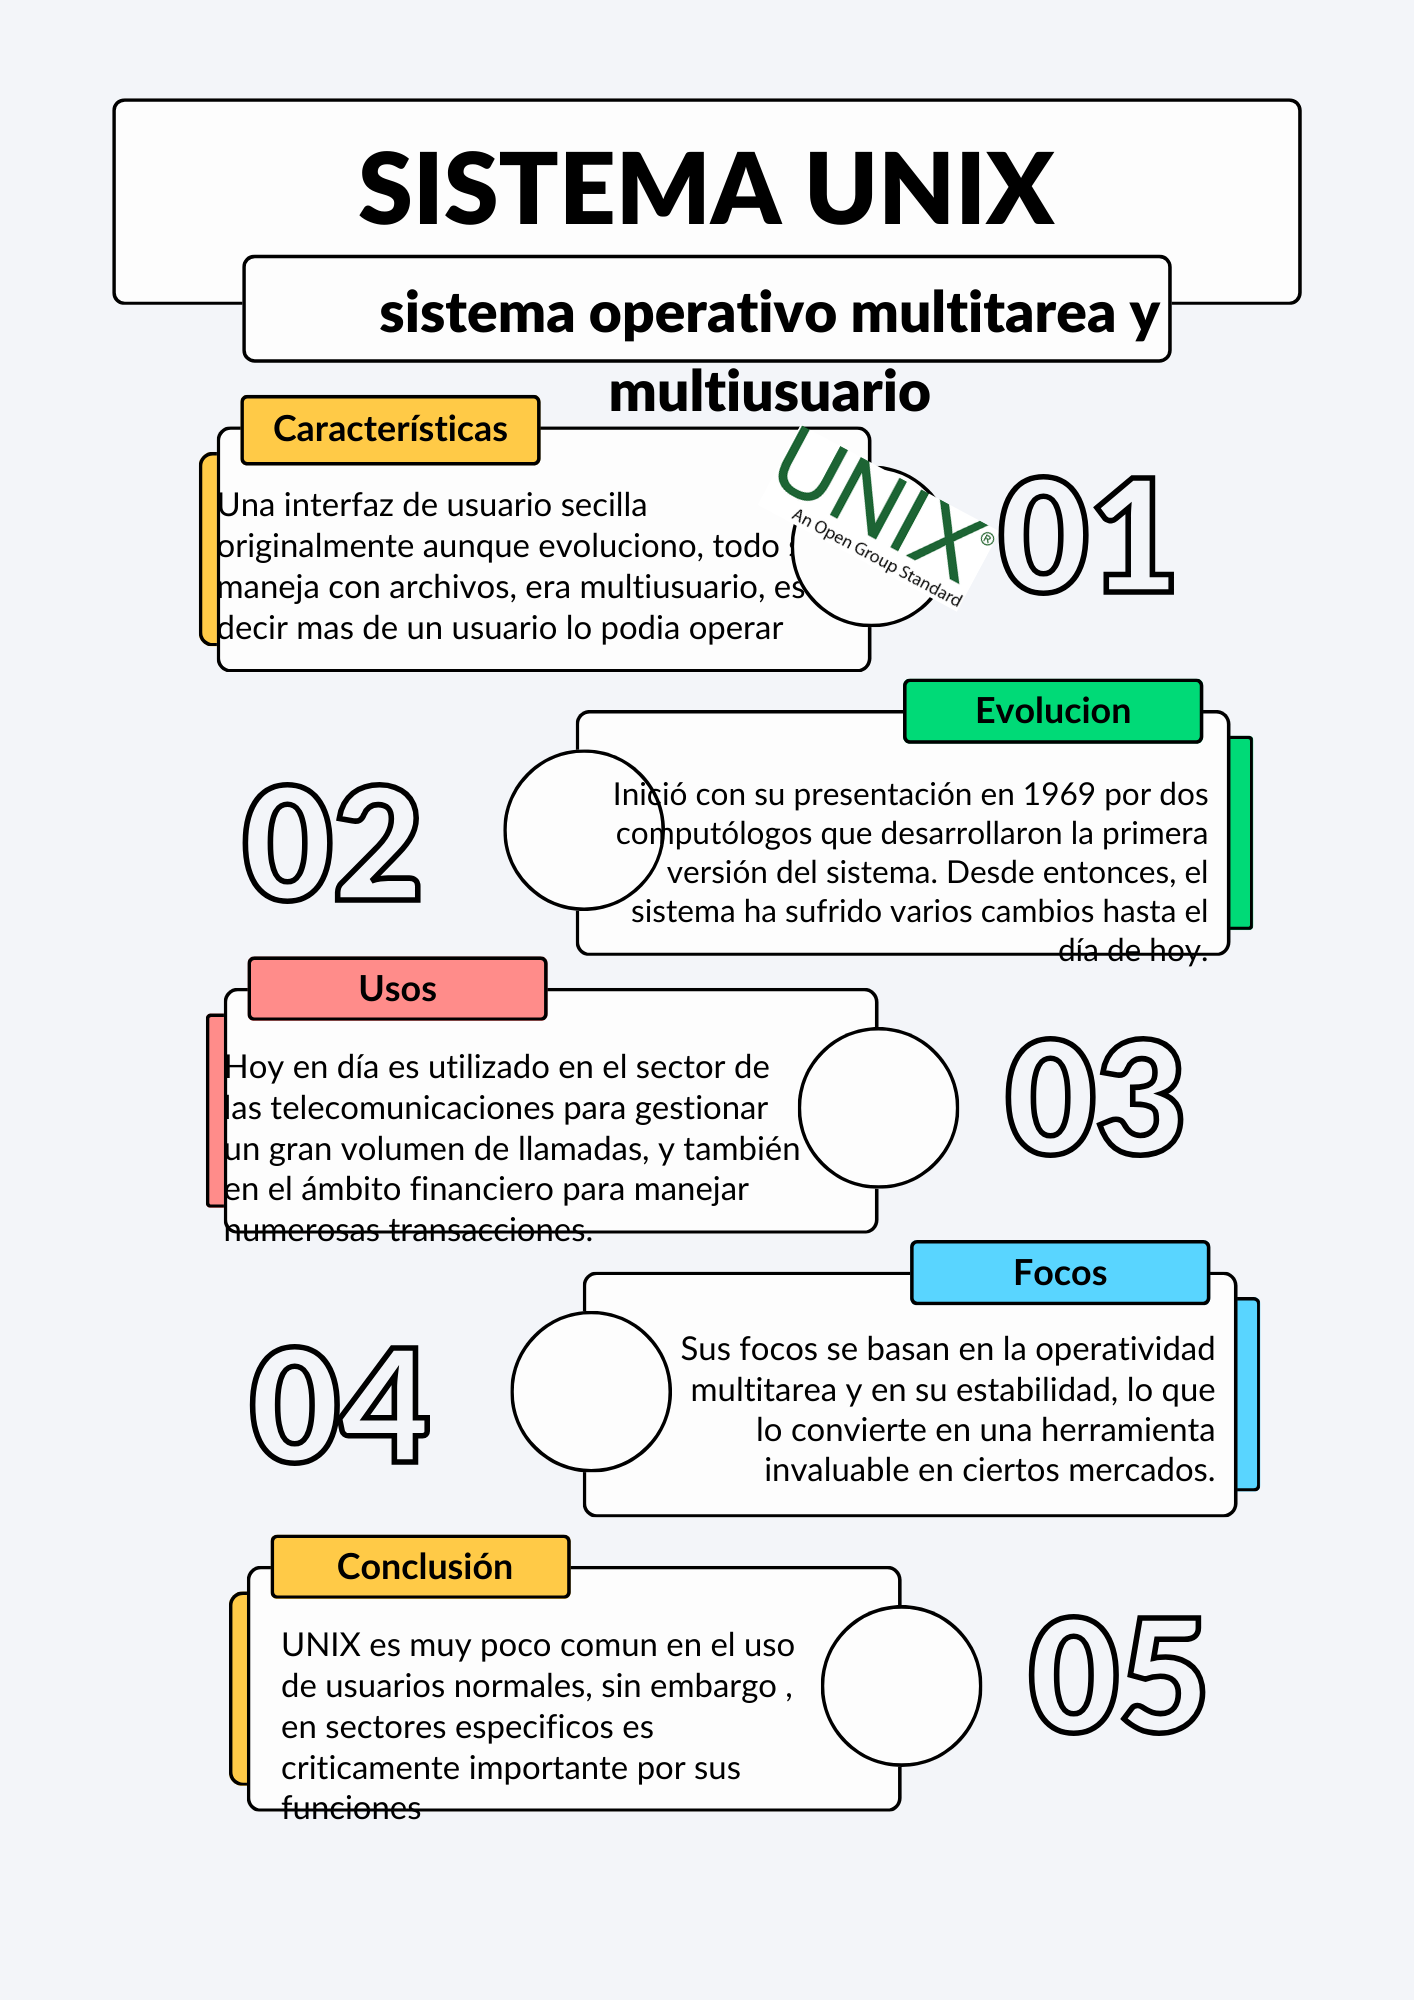 SISTEMA UNIX
sistema operativo multitarea y
multiusuario
Características
Una interfaz de usuario secilla
originalmente aunque evoluciono, todo
maneja con archivos, era multiusuario, es
decir mas de un usuario lo podia operar
UNIX®
An Open Group Standard
01
Evolucion
02
Inició con su presentación en 1969 por dos
computólogos que desarrollaron la primera
versión del sistema. Desde entonces, el
sistema ha sufrido varios cambios hasta el
día de hoy.
Usos
Hoy en día es utilizado en el sector de
las telecomunicaciones para gestionar
un gran volumen de llamadas, y también
en el ámbito financiero para manejar
numerosas transacciones.
03
Focos
04
Sus focos se basan en la operatividad
multitarea y en su estabilidad, lo que
lo convierte en una herramienta
invaluable en ciertos mercados.
Conclusión
UNIX es muy poco comun en el uso
de usuarios normales, sin embargo ,
en sectores especificos es
criticamente importante por sus
funciones
05